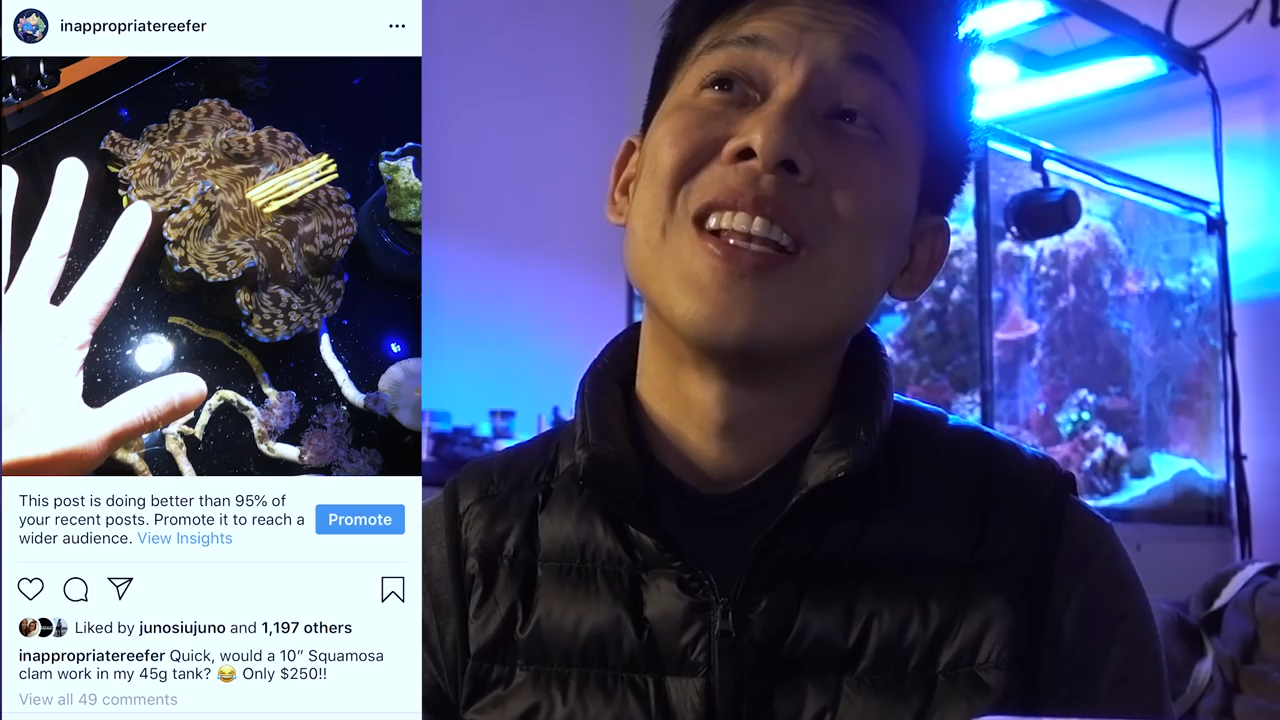 inappropriatereefer
This post is doing better than 95% of
your recent posts. Promote it to reach a
wider audience. View Insights
Promote
Liked by junosiujuno and 1,197 others
inappropriatereefer Quick, would a 10” Squamosa
clam work in my 45g tank? 😂 Only $250!!
View all 49 comments